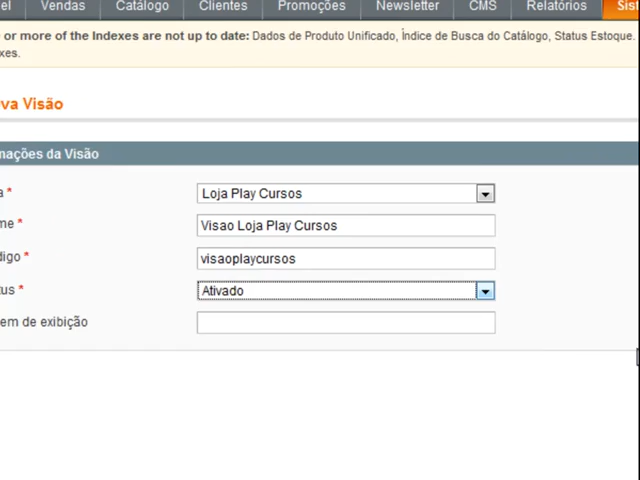 el Vendas Catálogo Clientes Promoções Newsletter CMS Relatórios Sist
or more of the Indexes are not up to date: Dados de Produto Unificado, Índice de Busca do Catálogo, Status Estoque.
xes.
va Visão
mações da Visão
a * Loja Play Cursos
me * Visao Loja Play Cursos
digo * visaoplaycursos
tus * Ativado
em de exibição